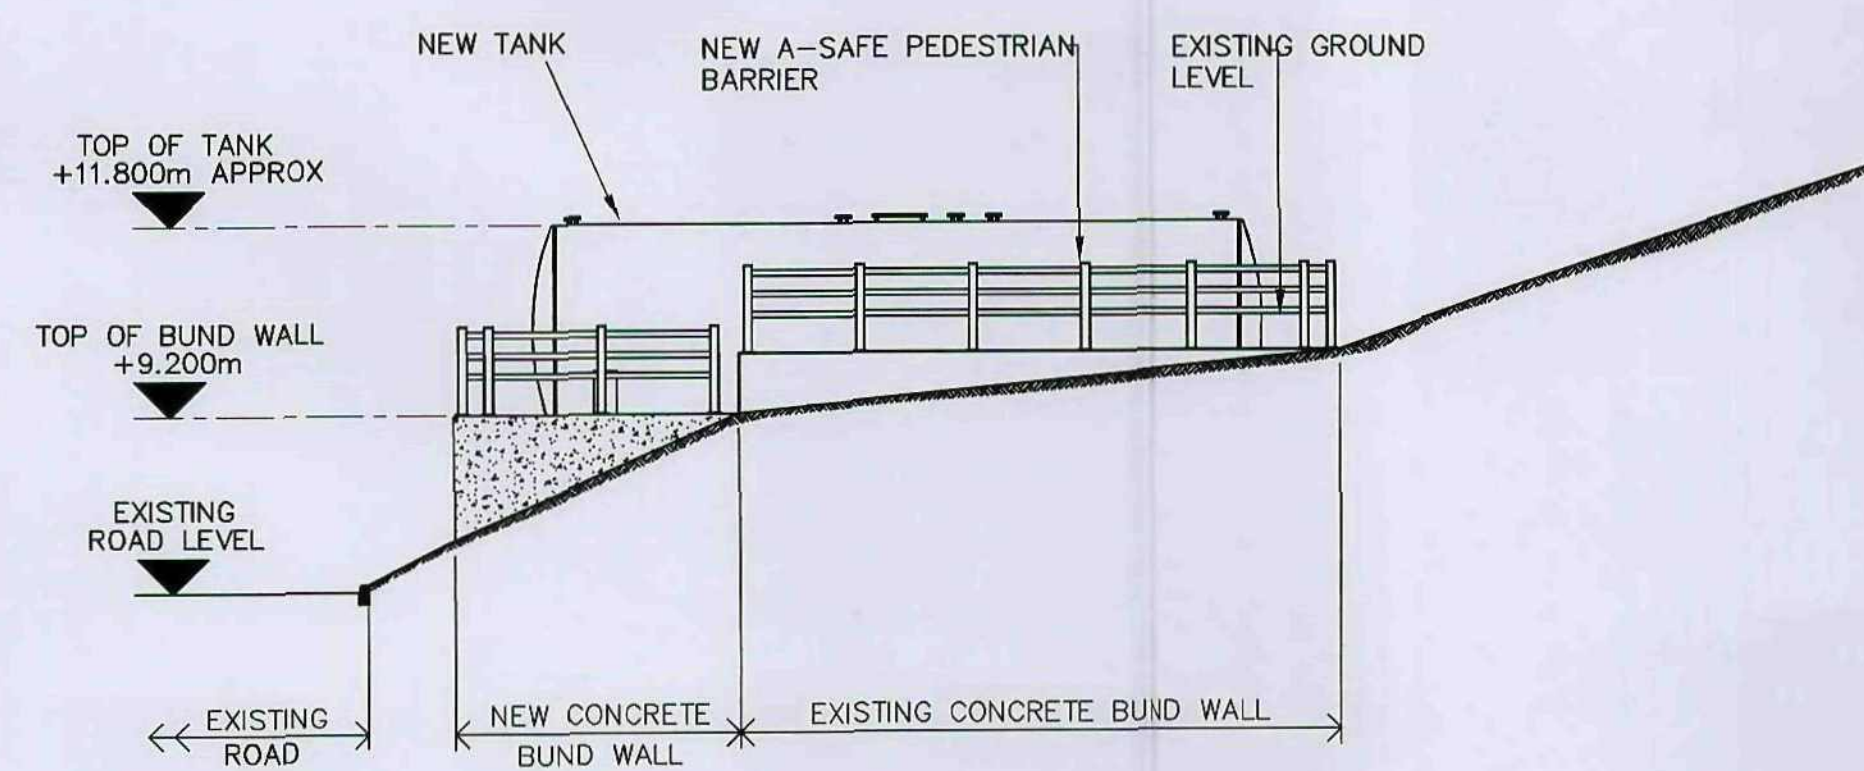 NEW TANK
NEW A-SAFE PEDESTRIAN
BARRIER
EXISTING GROUND
LEVEL
TOP OF TANK
+11.800m APPROX
TOP OF BUND WALL
+9.200m
EXISTING
ROAD LEVEL
EXISTING
ROAD
NEW CONCRETE
BUND WALL
EXISTING CONCRETE BUND WALL